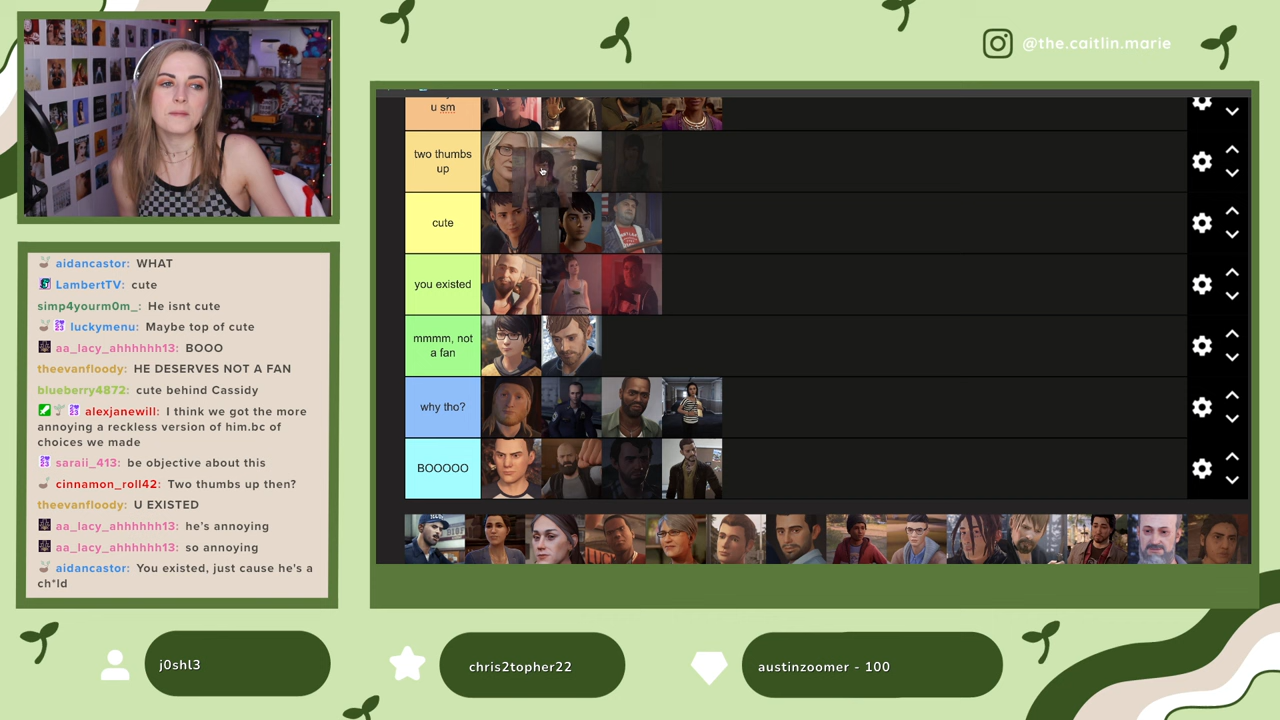 @the.caitlin.marie
aidancastor: WHAT
LambertTV: cute
simp4yourm0m_: He isnt cute
luckymenu: Maybe top of cute
aa_lacy_ahhhhhh13: BOOO
theevanfloody: HE DESERVES NOT A FAN
blueberry4872: cute behind Cassidy
alexjanewill: I think we got the more
annoying a reckless version of him.bc of
choices we made
saraii_413: be objective about this
cinnamon_roll42: Two thumbs up then?
theevanfloody: U EXISTED
aa_lacy_ahhhhhh13: he's annoying
aa_lacy_ahhhhhh13: so annoying
aidancastor: You existed, just cause he's a
ch*ld
u sm
two thumbs
up
cute
you existed
mmmm, not
a fan
why tho?
BOOOOO
j0shl3
chris2topher22
austinzoomer - 100